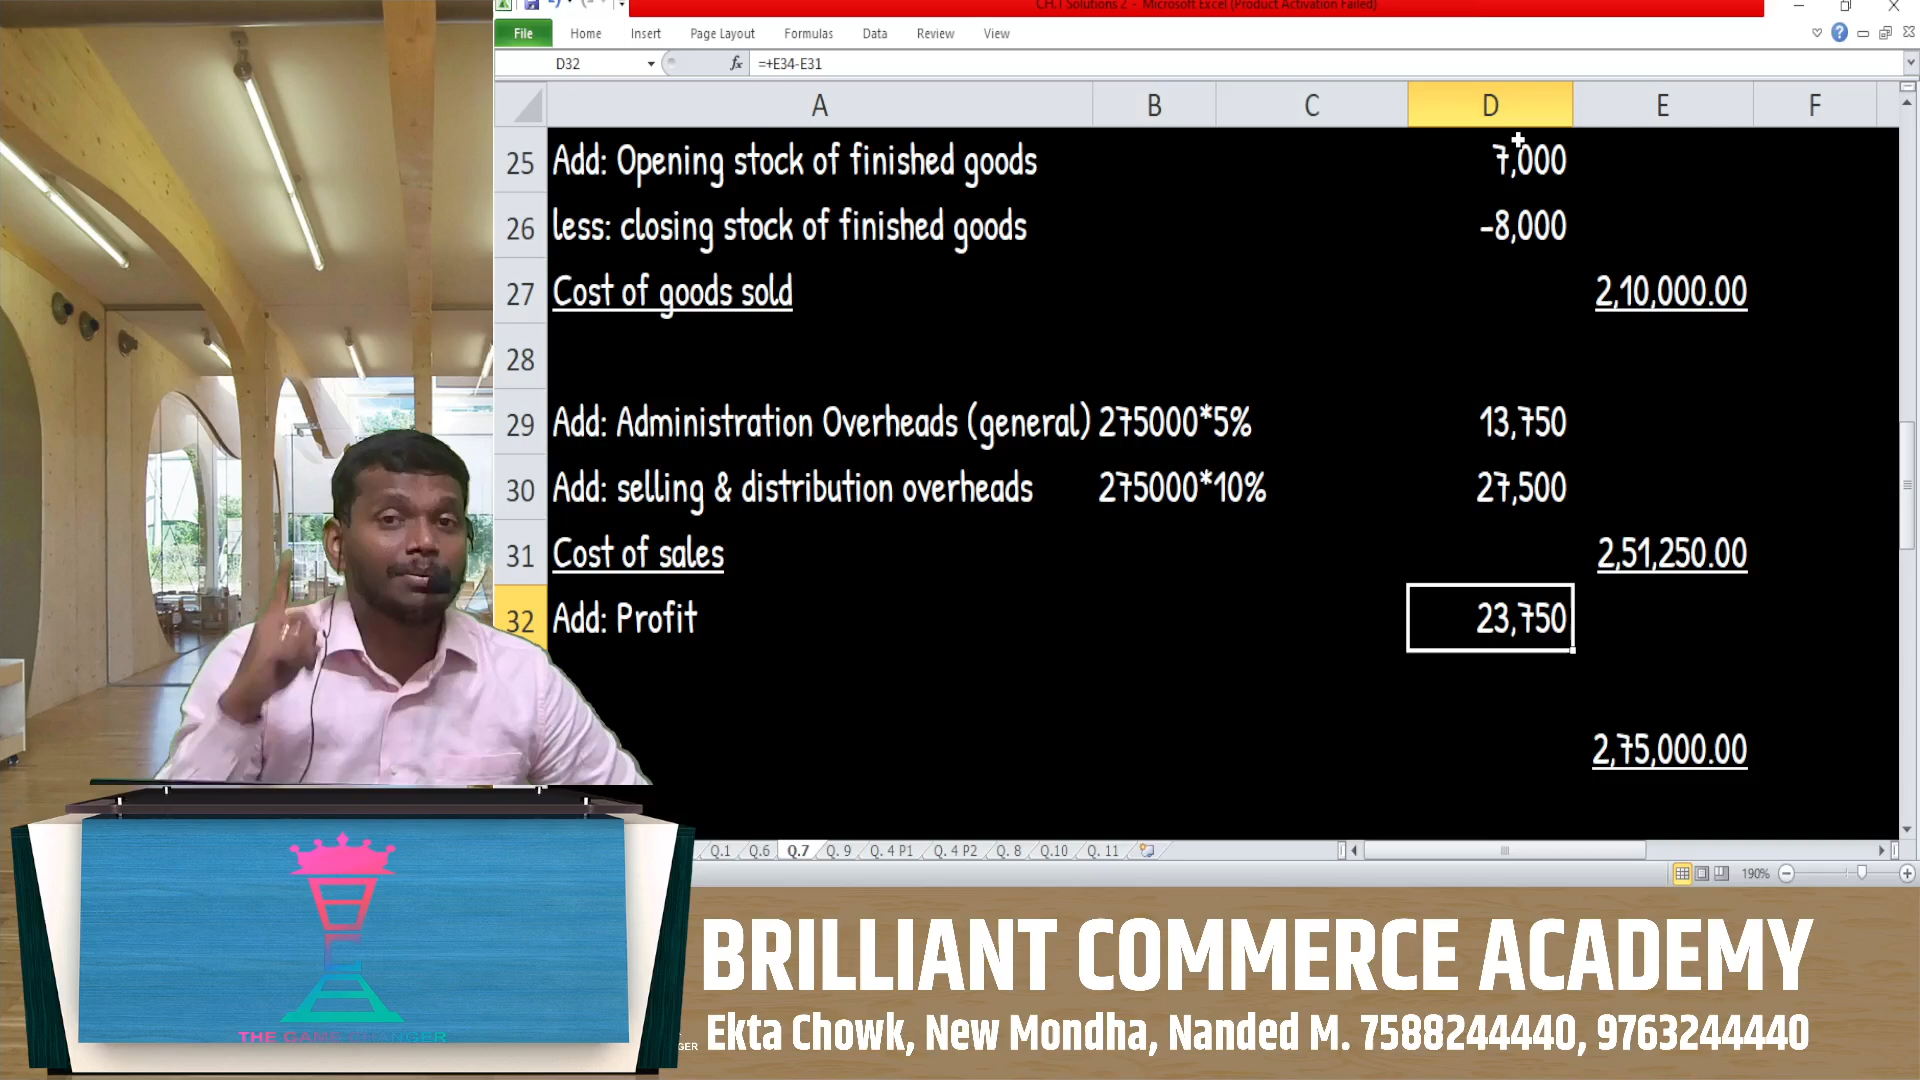 CH.1 Solutions 2 - Microsoft Excel (Product Activation Failed)
File Home Insert Page Layout Formulas Data Review View
D32 fx =+E34-E31
A B C D E F
25 Add: Opening stock of finished goods 7,000
26 less: closing stock of finished goods -8,000
27 Cost of goods sold 2,10,000.00
28
29 Add: Administration Overheads (general) 275000*5% 13,750
30 Add: selling & distribution overheads 275000*10% 27,500
31 Cost of sales 2,51,250.00
32 Add: Profit 23,750
2,75,000.00
Q.1 Q.6 Q.7 Q. 9 Q. 4 P1 Q. 4 P2 Q. 8 Q.10 Q. 11
190%
BRILLIANT COMMERCE ACADEMY
Ekta Chowk, New Mondha, Nanded M. 7588244440, 9763244440
THE GAME CHANGER
GER